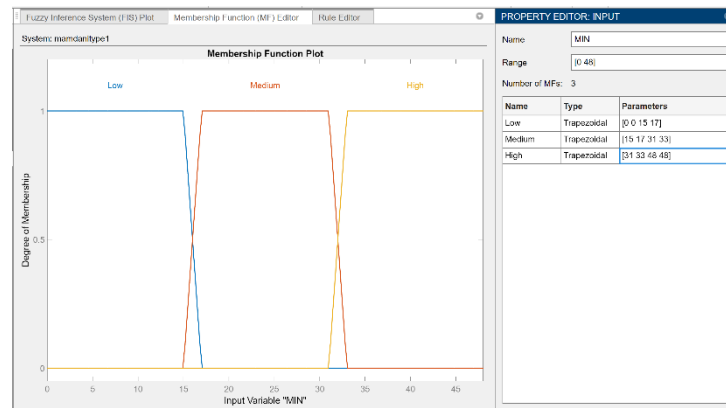 Fuzzy Inference System (FIS) Plot Membership Function (MF) Editor Rule Editor
System: mamdanitype1
Membership Function Plot
Low Medium High
1
0.5
0
Degree of Membership
0 5 10 15 20 25 30 35 40 45
Input Variable "MIN"
PROPERTY EDITOR: INPUT
Name MIN
Range [0 48]
Number of MFs: 3
Name Type Parameters
Low Trapezoidal [0 0 15 17]
Medium Trapezoidal [15 17 31 33]
High Trapezoidal [31 33 48 48]